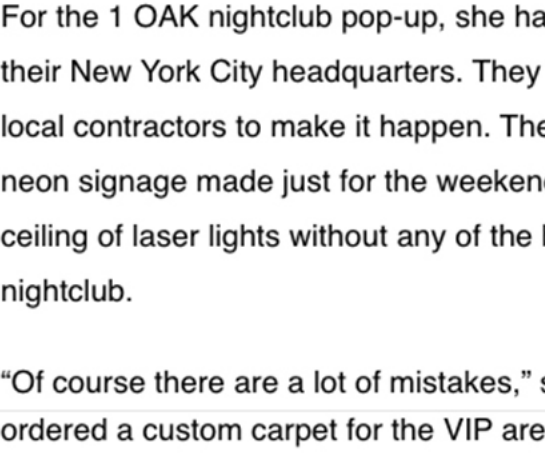 For the 1 OAK nightclub pop-up, she ha
their New York City headquarters. They
local contractors to make it happen. The
neon signage made just for the weeken
ceiling of laser lights without any of the
nightclub.
“Of course there are a lot of mistakes,” s
ordered a custom carpet for the VIP are